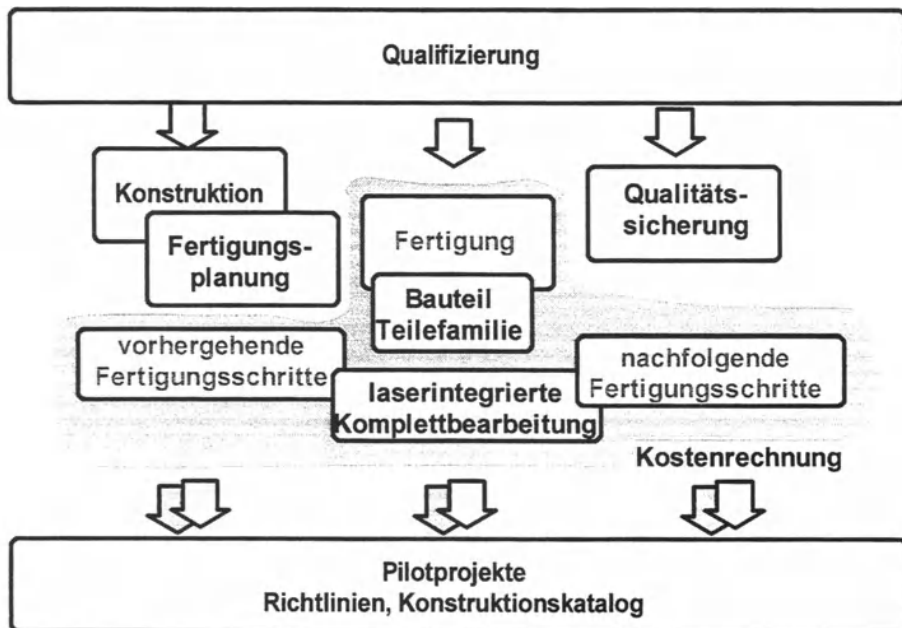 Qualifizierung
Konstruktion
Fertigungs-
planung
Fertigung
Bauteil
Teilefamilie
Qualitäts-
sicherung
vorhergehende
Fertigungsschritte
laserintegrierte
Komplettbearbeitung
nachfolgende
Fertigungsschritte
Kostenrechnung
Pilotprojekte
Richtlinien, Konstruktionskatalog